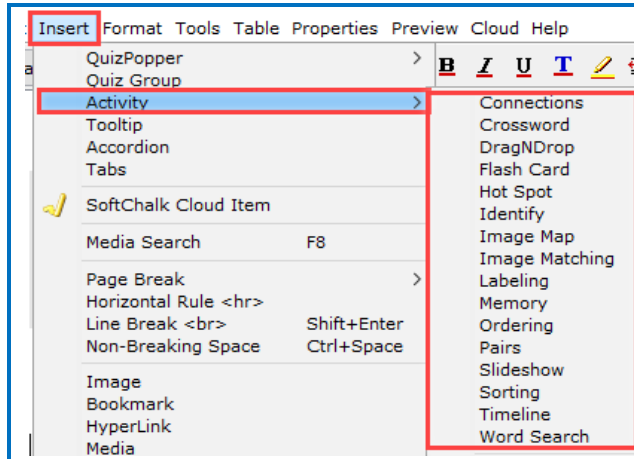 Insert Format Tools Table Properties Preview Cloud Help
QuizPopper >
B I U T
Quiz Group
Activity >
Tooltip
Accordion
Tabs
SoftChalk Cloud Item
Media Search F8
Page Break >
Horizontal Rule <hr>
Line Break <br> Shift+Enter
Non-Breaking Space Ctrl+Space
Image
Bookmark
HyperLink
Media
Connections
Crossword
DragNDrop
Flash Card
Hot Spot
Identify
Image Map
Image Matching
Labeling
Memory
Ordering
Pairs
Slideshow
Sorting
Timeline
Word Search